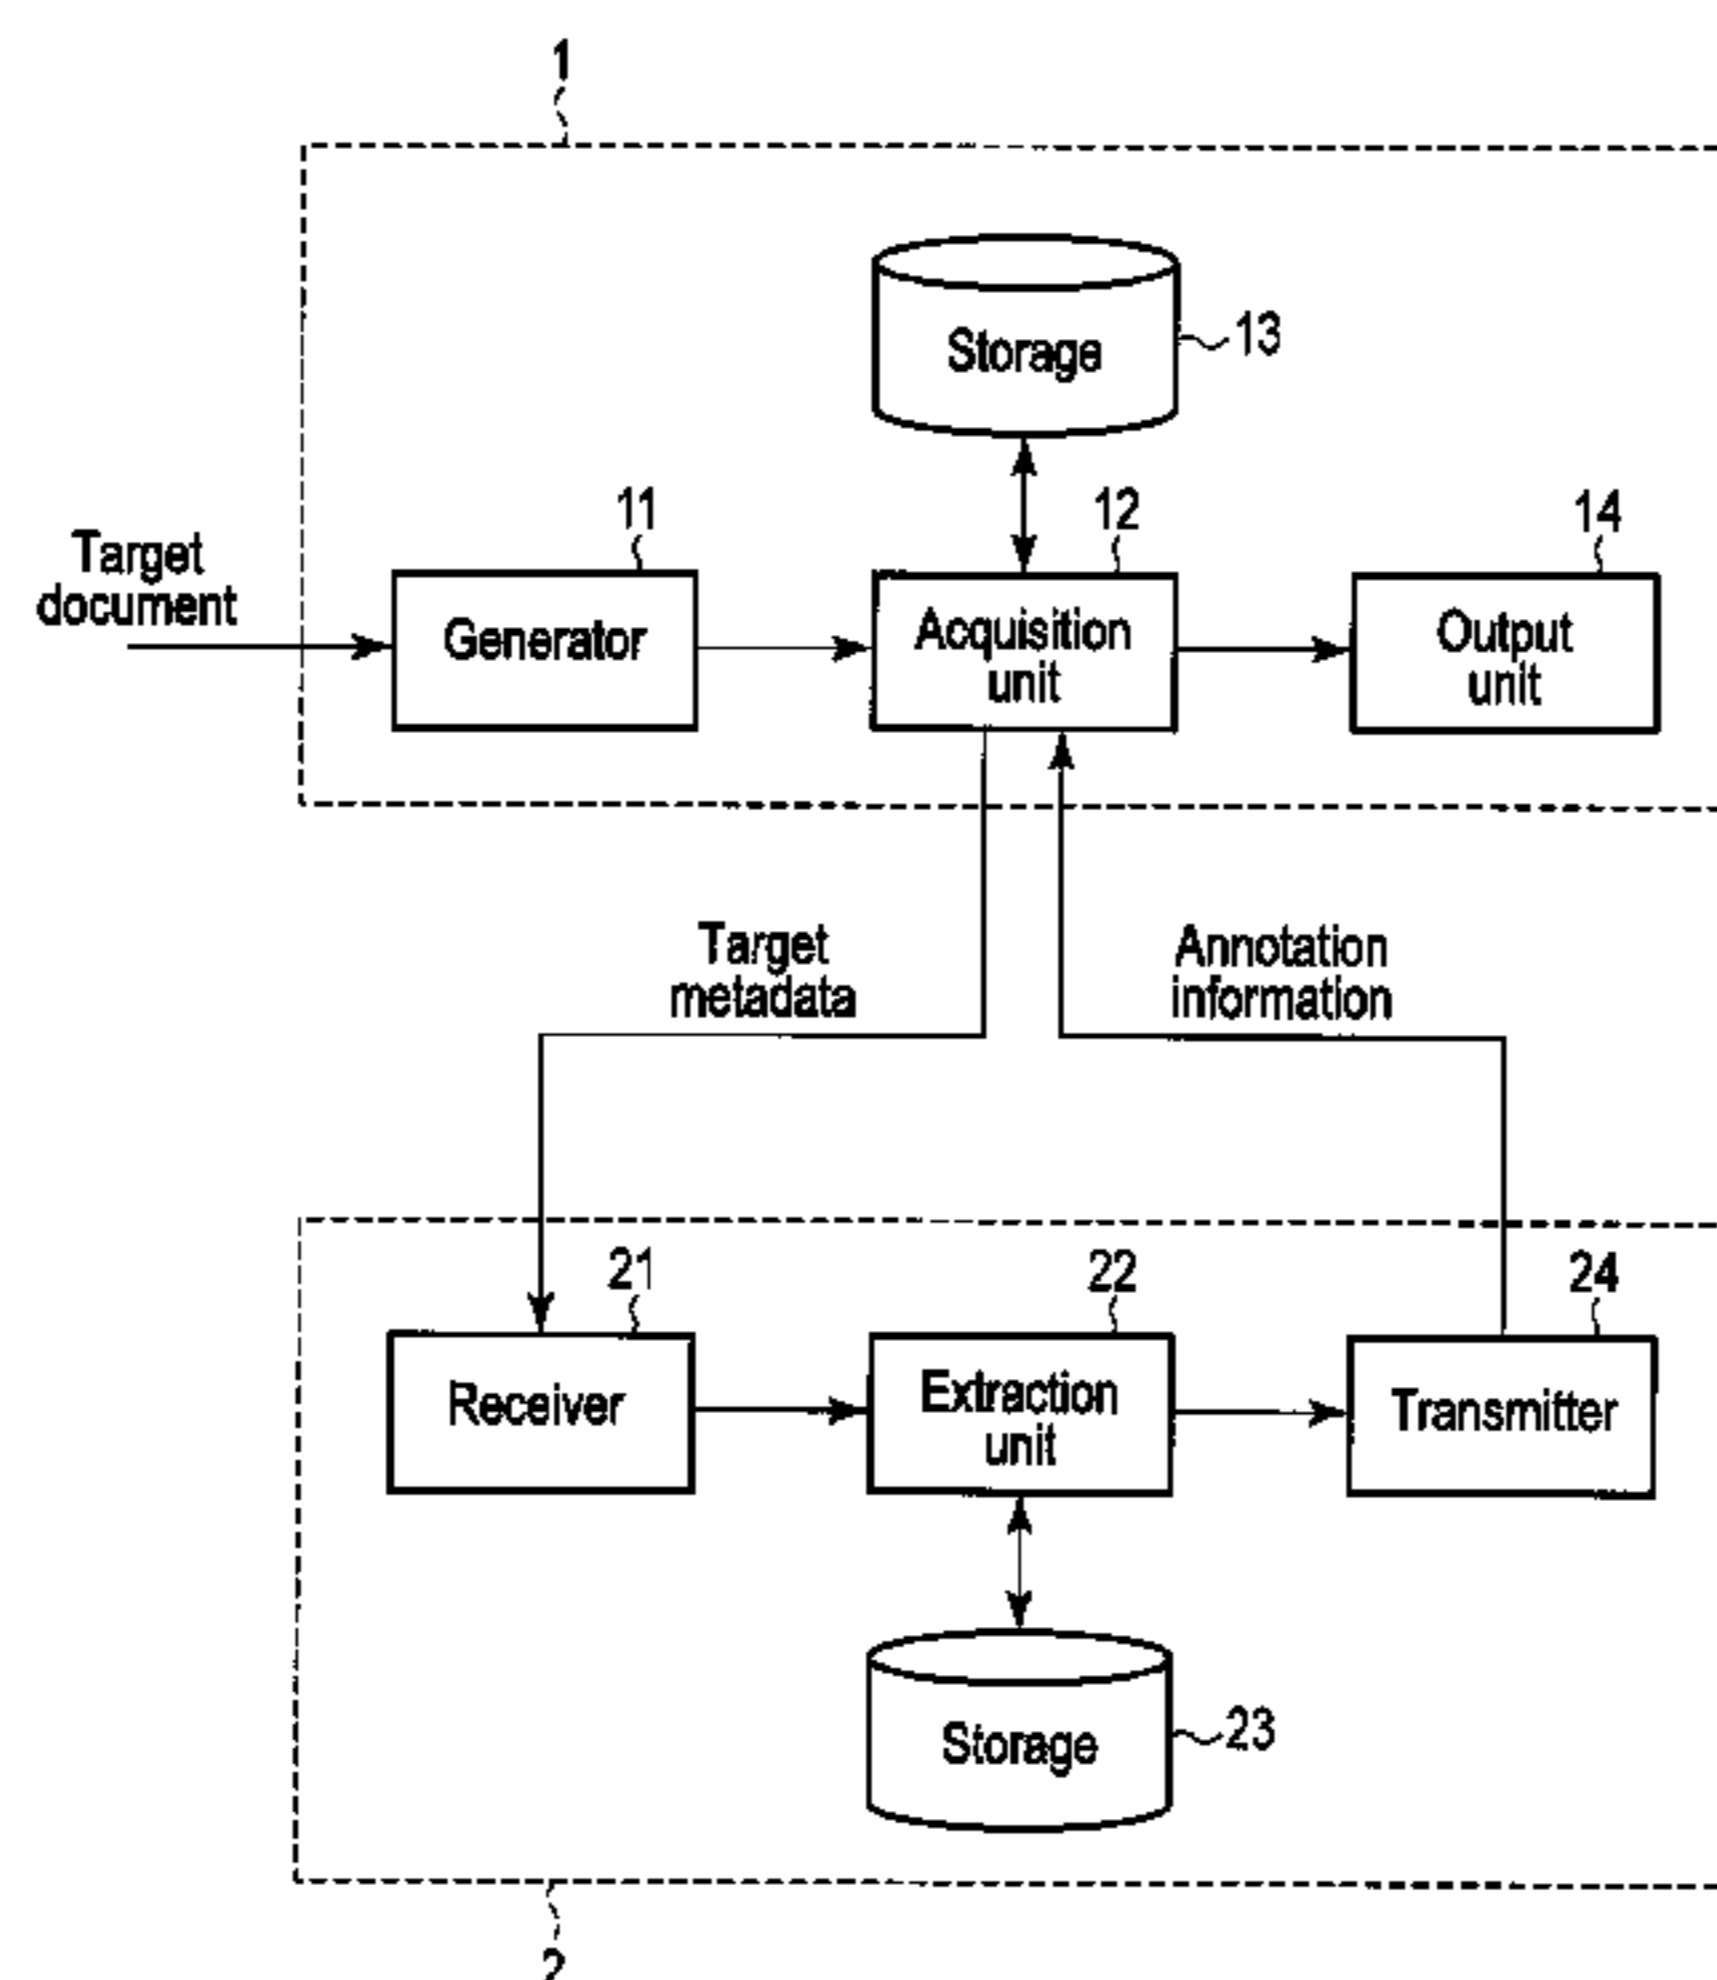 1
Storage
13
11
12
14
Target
document
Generator
Acquisition
unit
Output
unit
Target
metadata
Annotation
information
21
22
24
Receiver
Extraction
unit
Transmitter
Storage
23
2